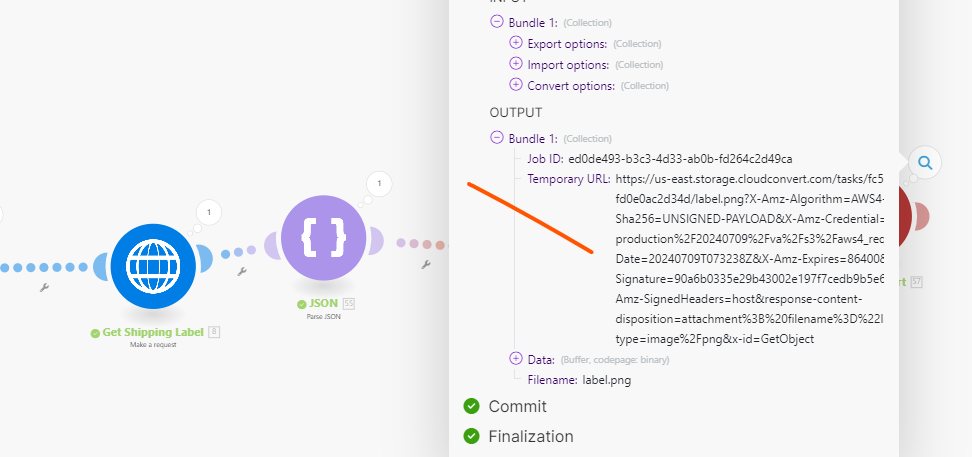 Bundle 1: (Collection)
Export options: (Collection)
Import options: (Collection)
Convert options: (Collection)
OUTPUT
Bundle 1: (Collection)
Job ID: ed0de493-b3c3-4d33-ab0b-fd264c2d49ca
Temporary URL: https://us-east.storage.cloudconvert.com/tasks/fc5
fd0e0ac2d34d/label.png?X-Amz-Algorithm=AWS4-
Sha256=UNSIGNED-PAYLOAD&X-Amz-Credential=
production%2F20240709%2Fva%2Fs3%2Faws4_rec
Date=20240709T073238Z&X-Amz-Expires=86400&
Signature=90a6b0335e29b43002e197f7cedb9b5e6
Amz-SignedHeaders=host&response-content-
disposition=attachment%3B%20filename%3D%22l
type=image%2Fpng&x-id=GetObject
Data: (Buffer, codepage: binary)
Filename: label.png
Commit
Finalization
1
Get Shipping Label 8
Make a request
1
{ }
JSON 55
Parse JSON
rt 57